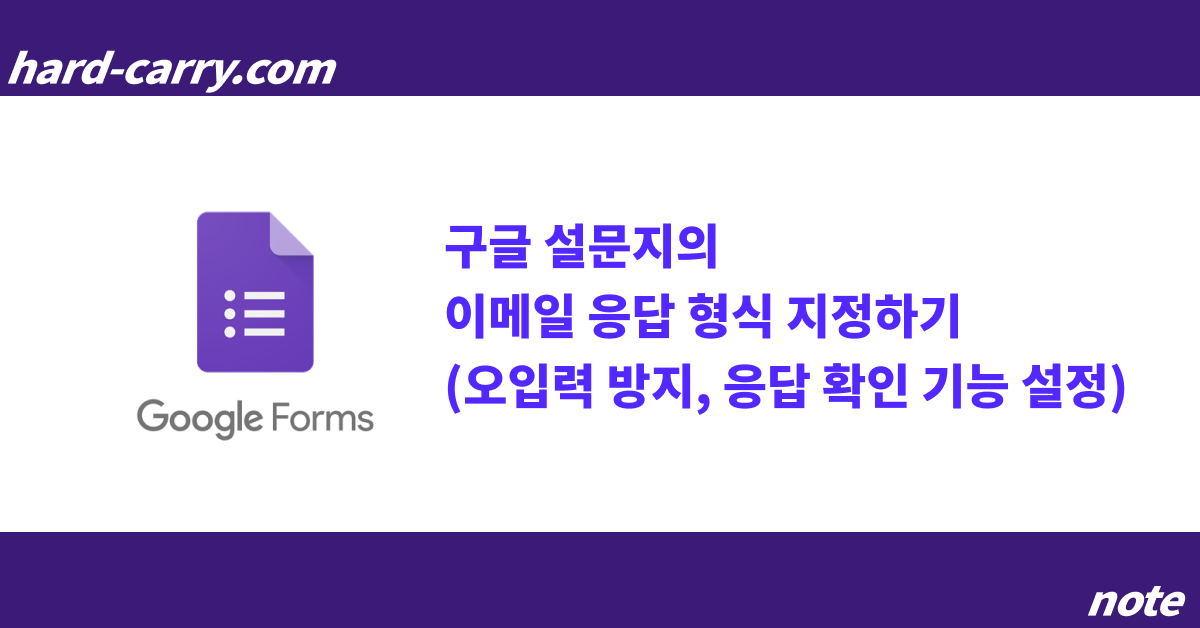 hard-carry.com
구글 설문지의
이메일 응답 형식 지정하기
(오입력 방지, 응답 확인 기능 설정)
Google Forms
note